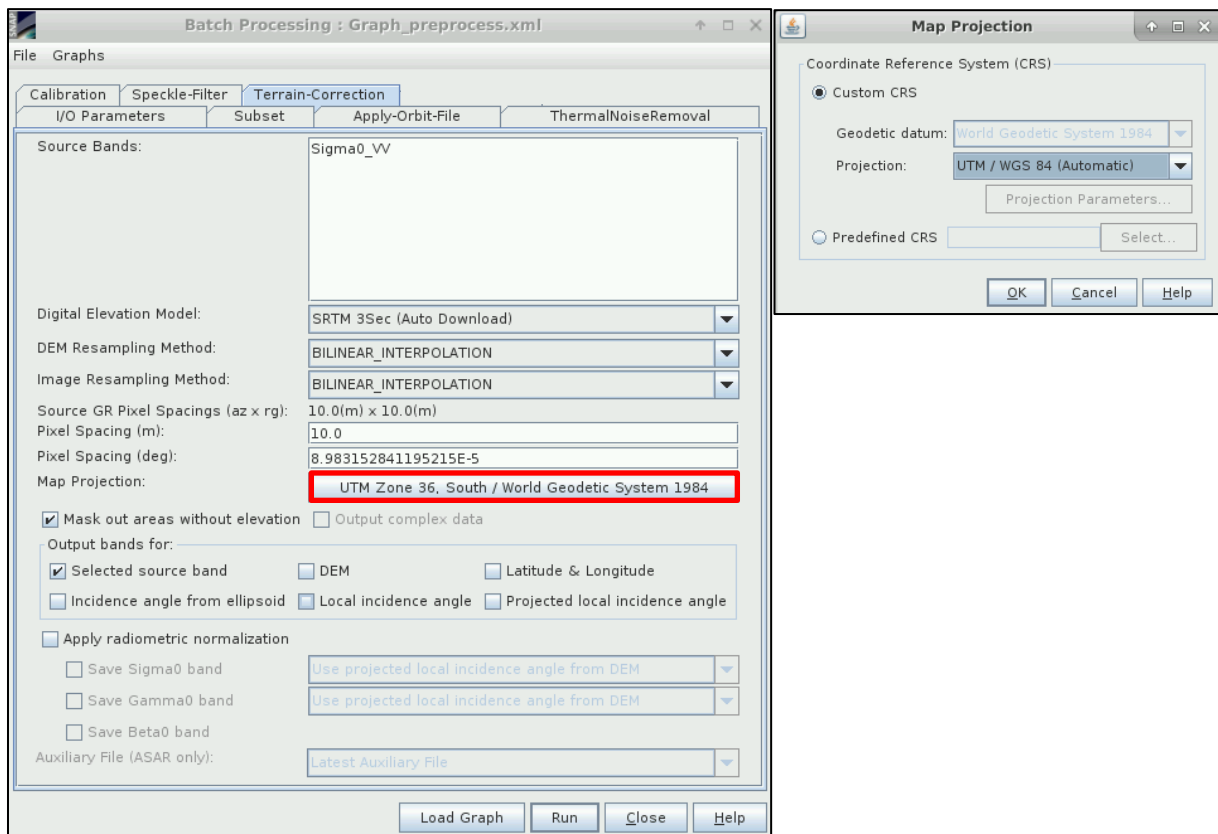 Batch Processing : Graph_preprocess.xml
File Graphs
Calibration Speckle-Filter Terrain-Correction
I/O Parameters Subset Apply-Orbit-File ThermalNoiseRemoval
Source Bands: Sigma0_VV
Digital Elevation Model: SRTM 3Sec (Auto Download)
DEM Resampling Method: BILINEAR_INTERPOLATION
Image Resampling Method: BILINEAR_INTERPOLATION
Source GR Pixel Spacings (az x rg): 10.0(m) x 10.0(m)
Pixel Spacing (m): 10.0
Pixel Spacing (deg): 8.983152841195215E-5
Map Projection: UTM Zone 36, South / World Geodetic System 1984
Mask out areas without elevation Output complex data
Output bands for:
Selected source band DEM Latitude & Longitude
Incidence angle from ellipsoid Local incidence angle Projected local incidence angle
Apply radiometric normalization
Save Sigma0 band Use projected local incidence angle from DEM
Save Gamma0 band Use projected local incidence angle from DEM
Save Beta0 band
Auxiliary File (ASAR only): Latest Auxiliary File
Load Graph Run Close Help
Map Projection
Coordinate Reference System (CRS)
Custom CRS
Geodetic datum: World Geodetic System 1984
Projection: UTM / WGS 84 (Automatic)
Projection Parameters...
Predefined CRS Select...
OK Cancel Help